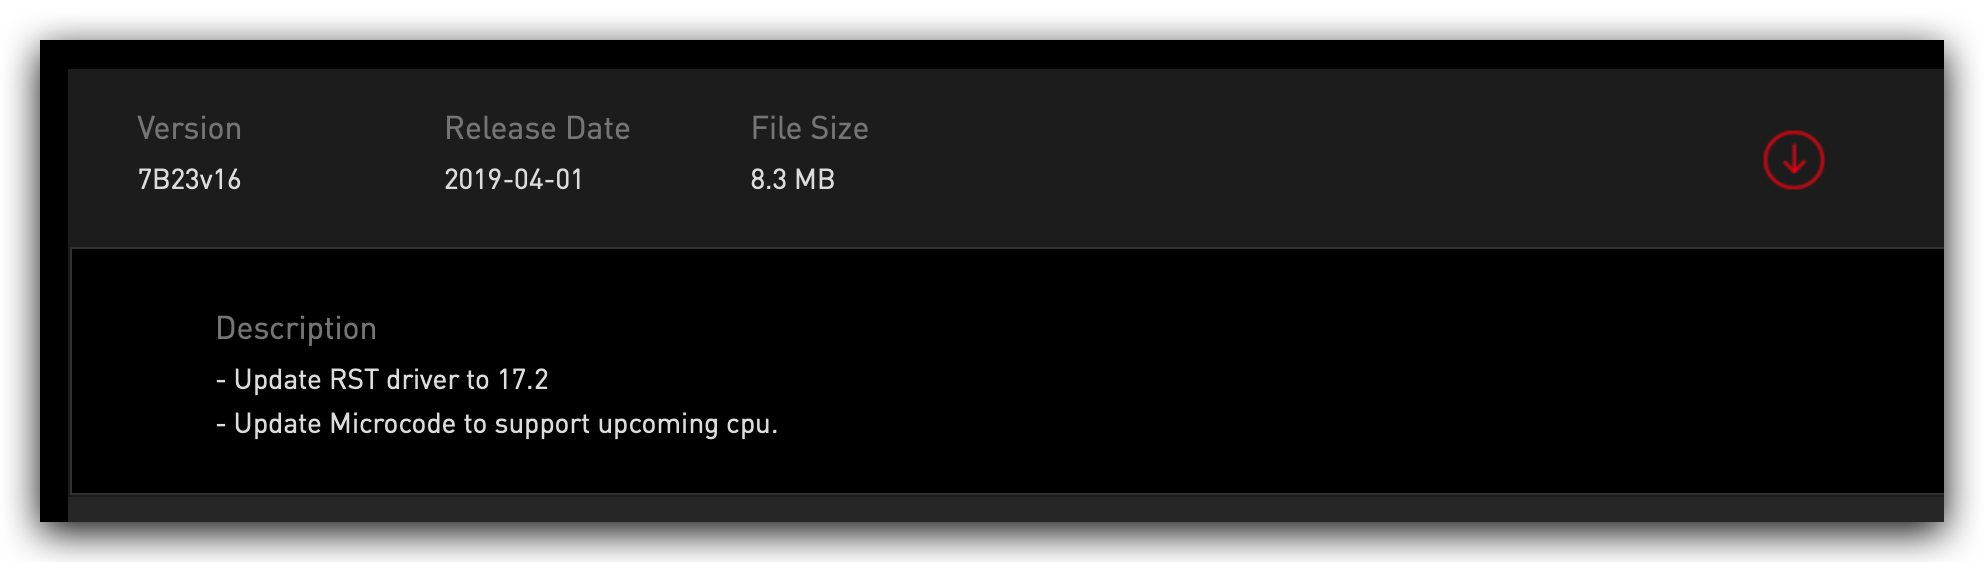 Version Release Date File Size
7B23v16 2019-04-01 8.3 MB
Description
- Update RST driver to 17.2
- Update Microcode to support upcoming cpu.